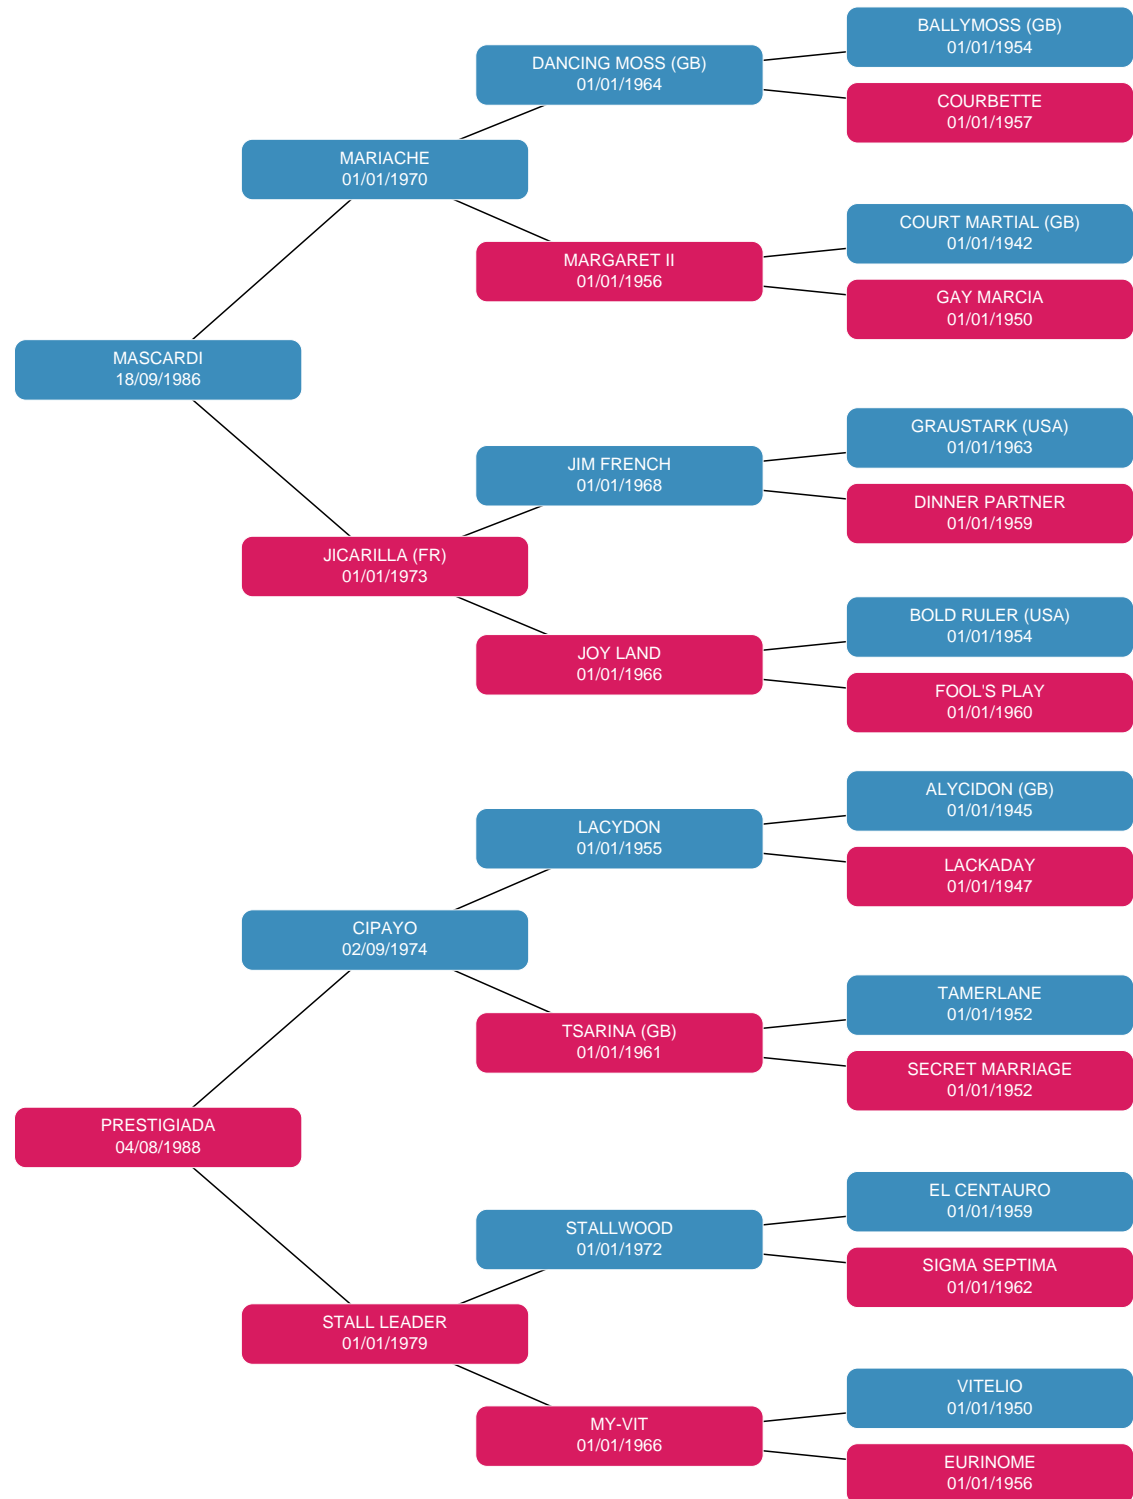 BALLYMOSS (GB)
01/01/1954
DANCING MOSS (GB)
01/01/1964
COURBETTE
01/01/1957
MARIACHE
01/01/1970
COURT MARTIAL (GB)
01/01/1942
MARGARET II
01/01/1956
GAY MARCIA
01/01/1950
MASCARDI
18/09/1986
GRAUSTARK (USA)
01/01/1963
JIM FRENCH
01/01/1968
DINNER PARTNER
01/01/1959
JICARILLA (FR)
01/01/1973
BOLD RULER (USA)
01/01/1954
JOY LAND
01/01/1966
FOOL'S PLAY
01/01/1960
ALYCIDON (GB)
01/01/1945
LACYDON
01/01/1955
LACKADAY
01/01/1947
CIPAYO
02/09/1974
TAMERLANE
01/01/1952
TSARINA (GB)
01/01/1961
SECRET MARRIAGE
01/01/1952
PRESTIGIADA
04/08/1988
EL CENTAURO
01/01/1959
STALLWOOD
01/01/1972
SIGMA SEPTIMA
01/01/1962
STALL LEADER
01/01/1979
VITELIO
01/01/1950
MY-VIT
01/01/1966
EURINOME
01/01/1956